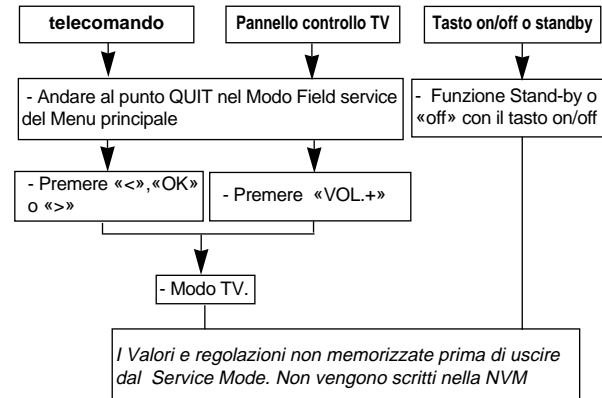 telecomando
Pannello controllo TV
Tasto on/off o standby
- Andare al punto QUIT nel Modo Field service
del Menu principale
- Funzione Stand-by o
«off» con il tasto on/off
- Premere «<»,«OK»
o «>»
- Premere «VOL.+»
- Modo TV.
I Valori e regolazioni non memorizzate prima di uscire
dal Service Mode. Non vengono scritti nella NVM